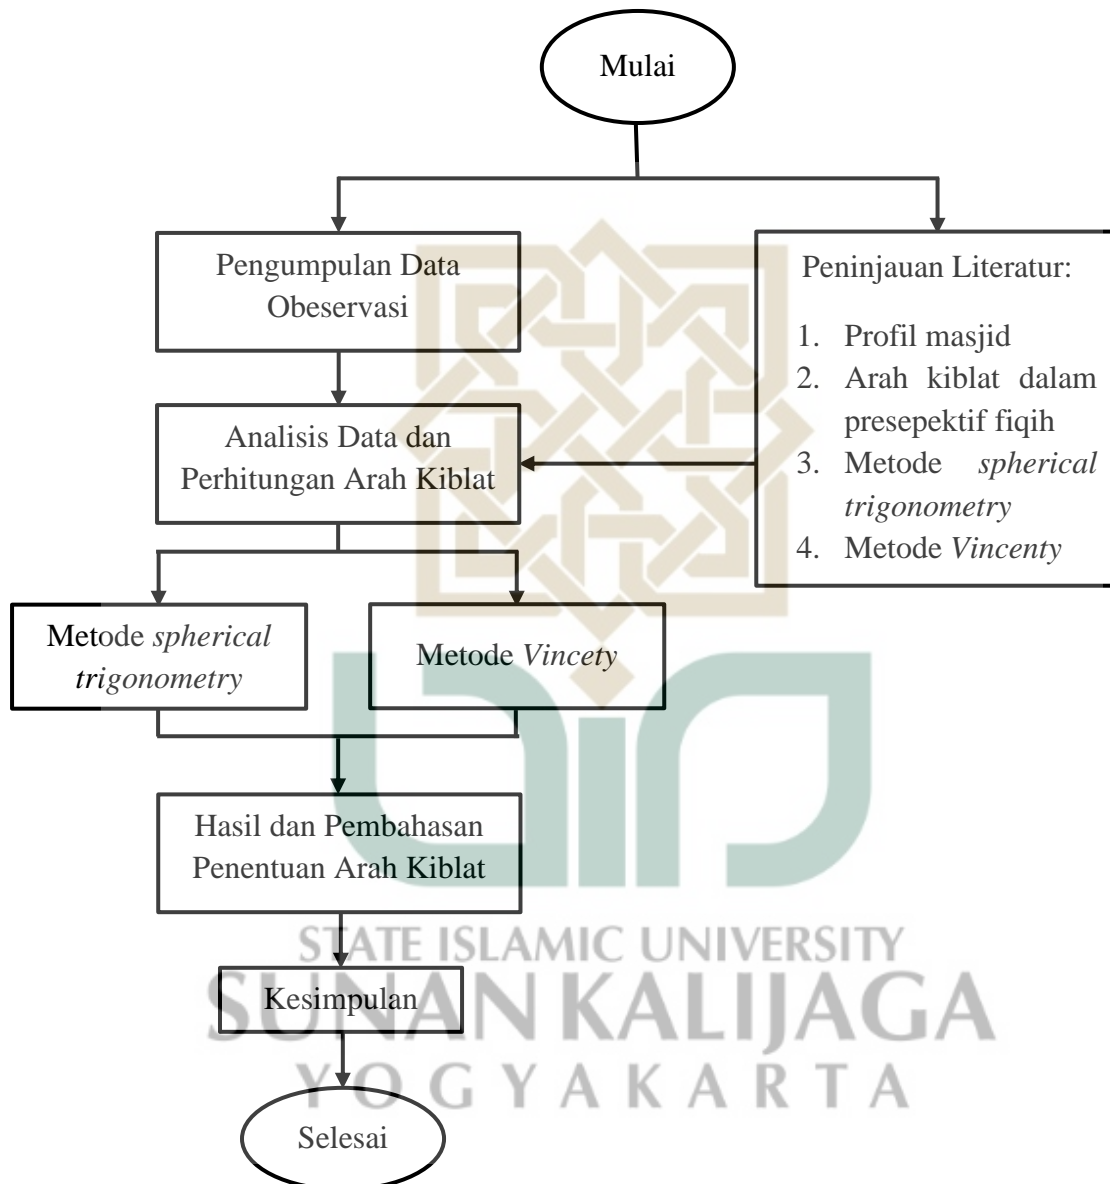 Mulai
Pengumpulan Data
Obeservasi
Peninjauan Literatur:
1. Profil masjid
2. Arah kiblat dalam
presepektif fiqih
3. Metode spherical
trigonometry
4. Metode Vincenty
Analisis Data dan
Perhitungan Arah Kiblat
Metode spherical
trigonometry
Metode Vincety
Hasil dan Pembahasan
Penentuan Arah Kiblat
STATE ISLAMIC UNIVERSITY
SUNAN KALIJAGA
Kesimpulan
YOGYAKARTA
Selesai